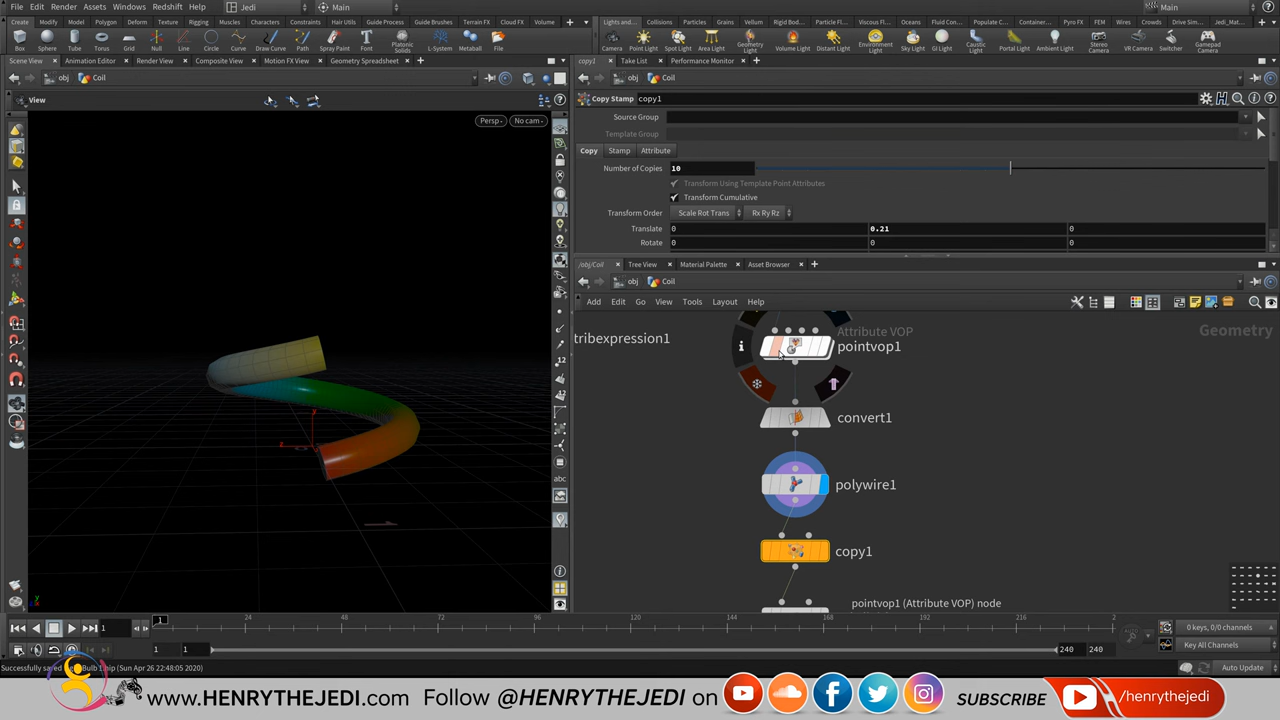 File Edit Render Assets Windows Redshift Help Jedi Main Main
Create Modify Model Polygon Deform Texture Rigging Muscles Characters Constraints Hair Utils Guide Process Guide Brushes Terrain FX Cloud FX Volume
Lights and... Collisions Particles Grains Vellum Rigid Bod... Particle Fl... Viscous Fl... Oceans Fluid Con... Populate C... Container... Pyro FX FEM Wires Crowds Drive Sim... Jedi_Mat...
Box Sphere Tube Torus Grid Null Line Circle Curve Draw Curve Path Spray Paint Font Platonic Solids L-System Metaball File
Camera Point Light Spot Light Area Light Geometry Light Volume Light Distant Light Environment Light Sky Light GI Light Caustic Light Portal Light Ambient Light Stereo Camera VR Camera Switcher Gamepad Camera
Scene View Animation Editor Render View Composite View Motion FX View Geometry Spreadsheet
copy1 Take List Performance Monitor
obj Coil
obj Coil
View
Persp No cam
Copy Stamp copy1
Source Group
Template Group
Copy Stamp Attribute
Number of Copies 10
Transform Using Template Point Attributes
Transform Cumulative
Transform Order Scale Rot Trans Rx Ry Rz
Translate 0 0.21 0
Rotate 0 0 0
/obj/Coil Tree View Material Palette Asset Browser
obj Coil
Add Edit Go View Tools Layout Help
Geometry
Attribute VOP
tribexpression1
pointvop1
convert1
polywire1
copy1
pointvop1 (Attribute VOP) node
abc
12
y
z
1
24 48 72 96 120 144 168 192 216 2
1
1 1 240 240
0 keys, 0/0 channels
Key All Channels
Auto Update
www.HENRYTHEJEDI.com Follow @HENRYTHEJEDI on SUBSCRIBE /henrythejedi